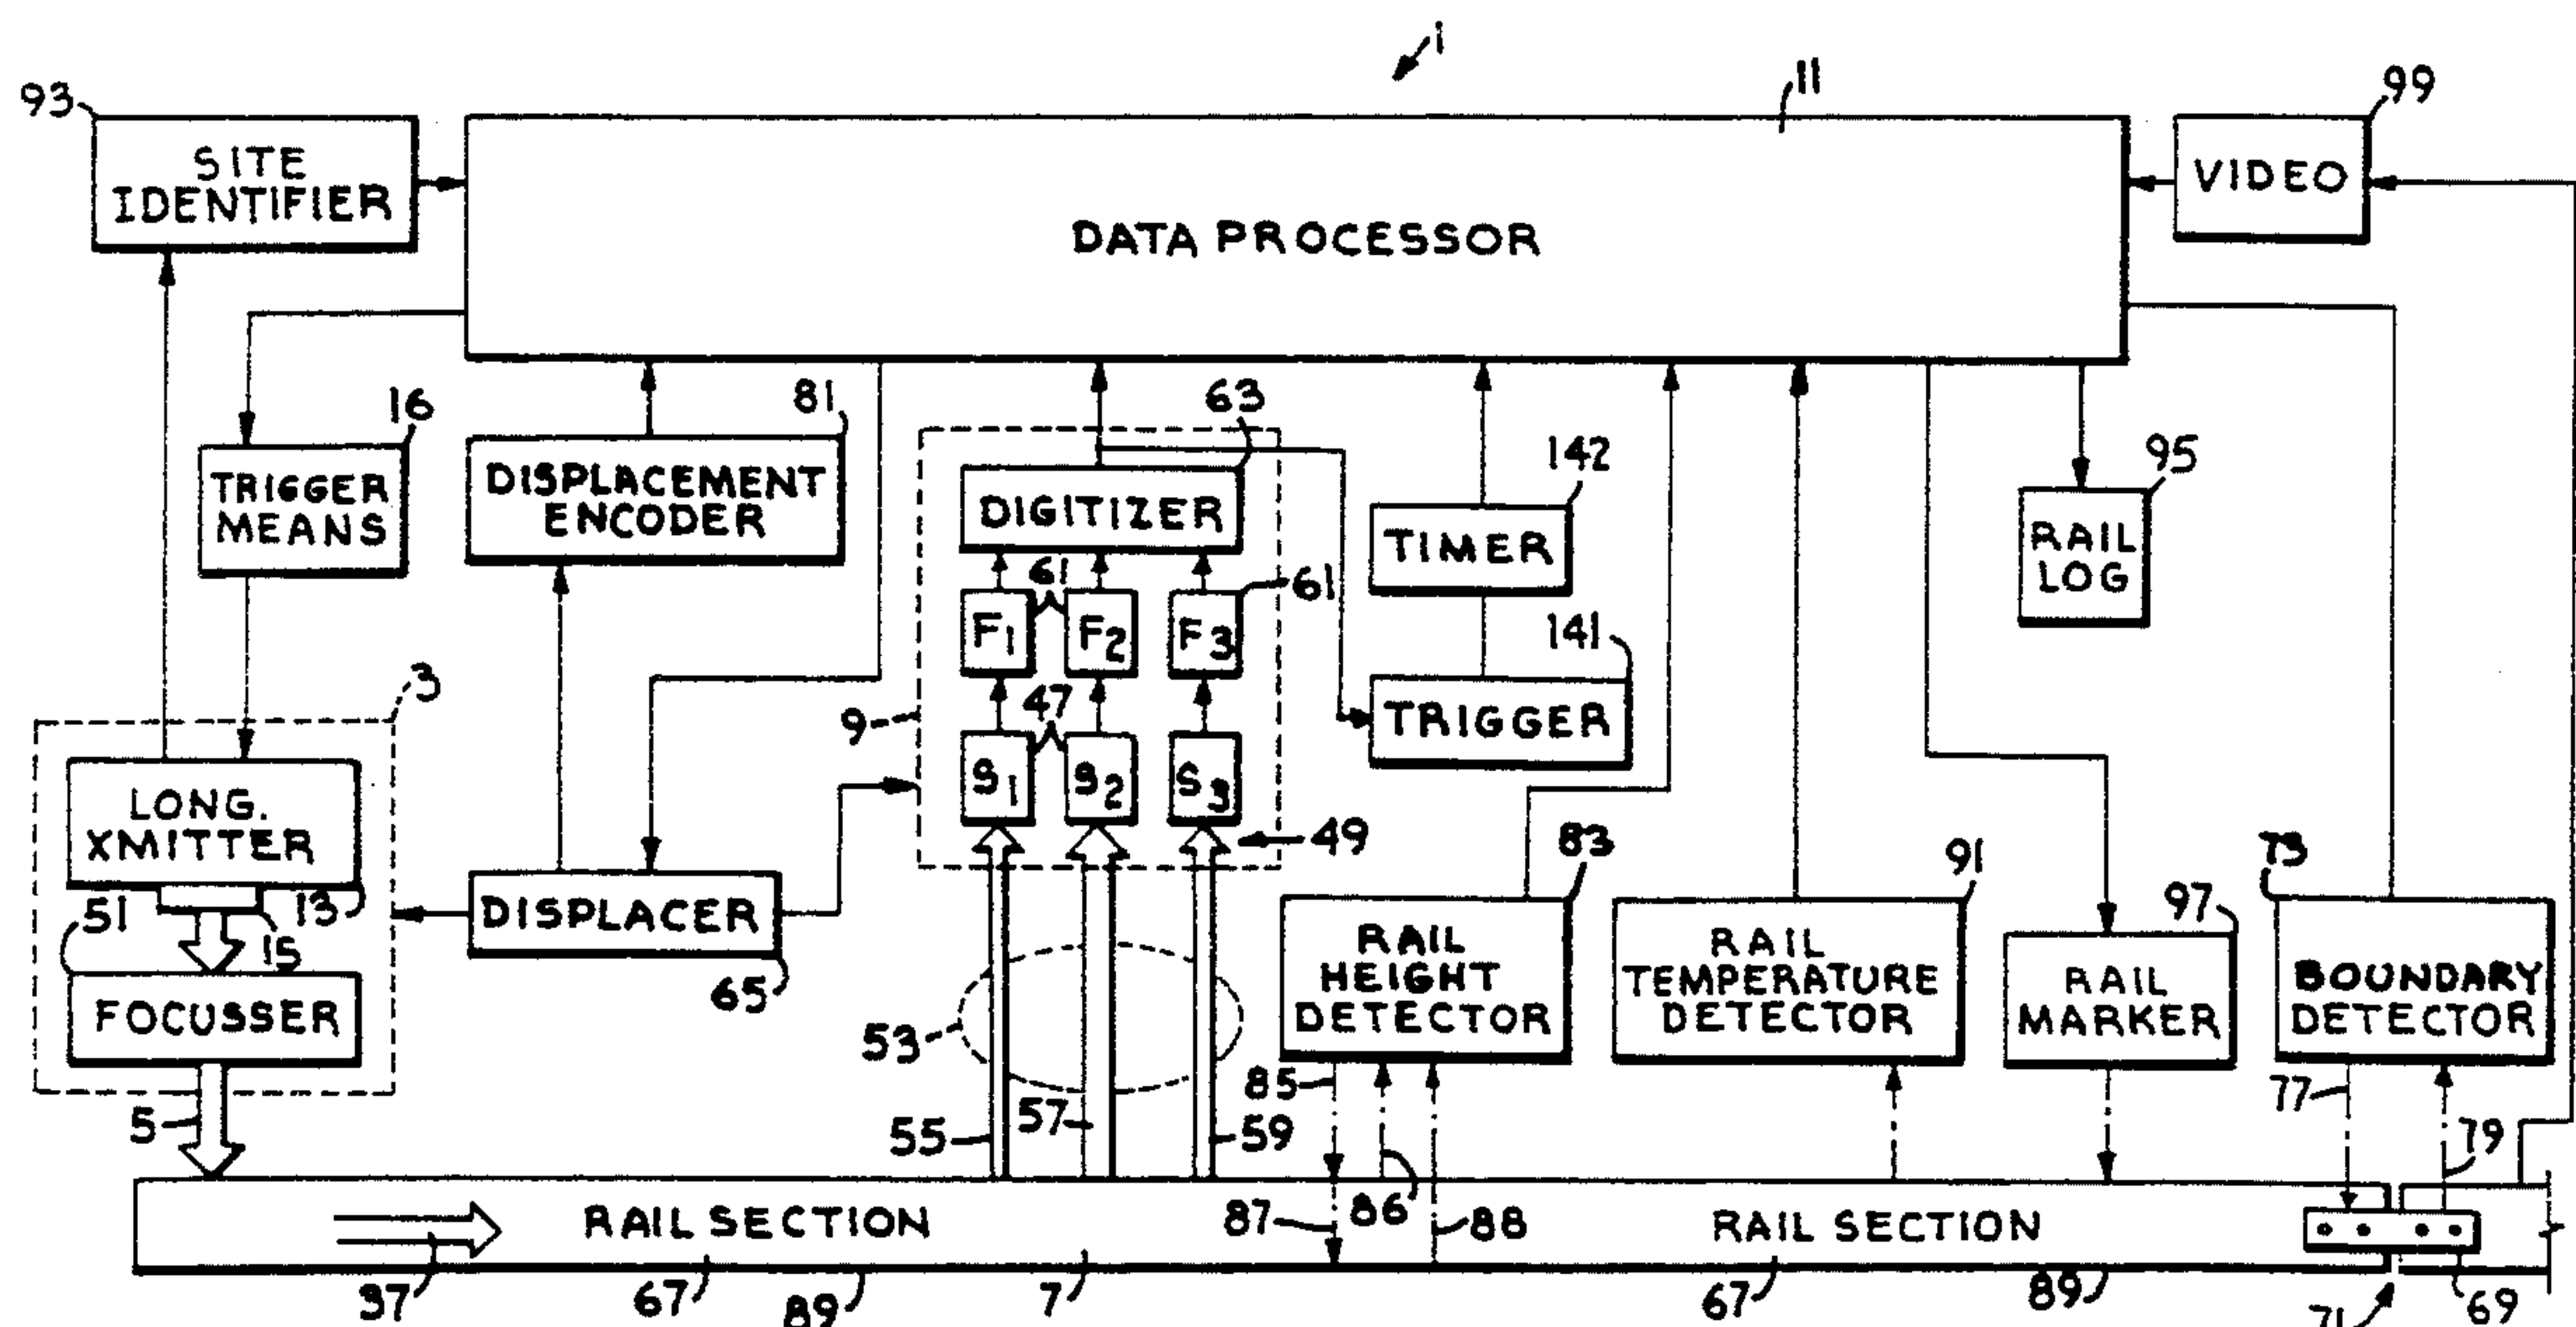 1
93
11
99
SITE
IDENTIFIER
DATA PROCESSOR
VIDEO
16
81
63
142
95
TRIGGER
MEANS
DISPLACEMENT
ENCODER
DIGITIZER
TIMER
RAIL
LOG
61
61
F1
F2
F3
141
3
9
47
TRIGGER
S1
S2
S3
49
LONG.
XMITTER
83
91
97
73
51
13
15
DISPLACER
65
RAIL
HEIGHT
DETECTOR
RAIL
TEMPERATURE
DETECTOR
RAIL
MARKER
BOUNDARY
DETECTOR
FOCUSSER
53
5
55
57
59
85
86
77
79
RAIL SECTION
87
88
RAIL SECTION
37
67
89
7
67
89
71
69